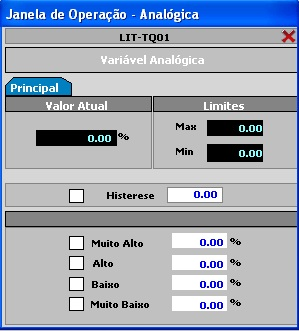 Janela de Operação - Analógica
LIT-TQ01
Variável Analógica
Principal
Valor Atual
Limites
0.00 %
Max 0.00
Min 0.00
Histerese 0.00
Muito Alto 0.00 %
Alto 0.00 %
Baixo 0.00 %
Muito Baixo 0.00 %